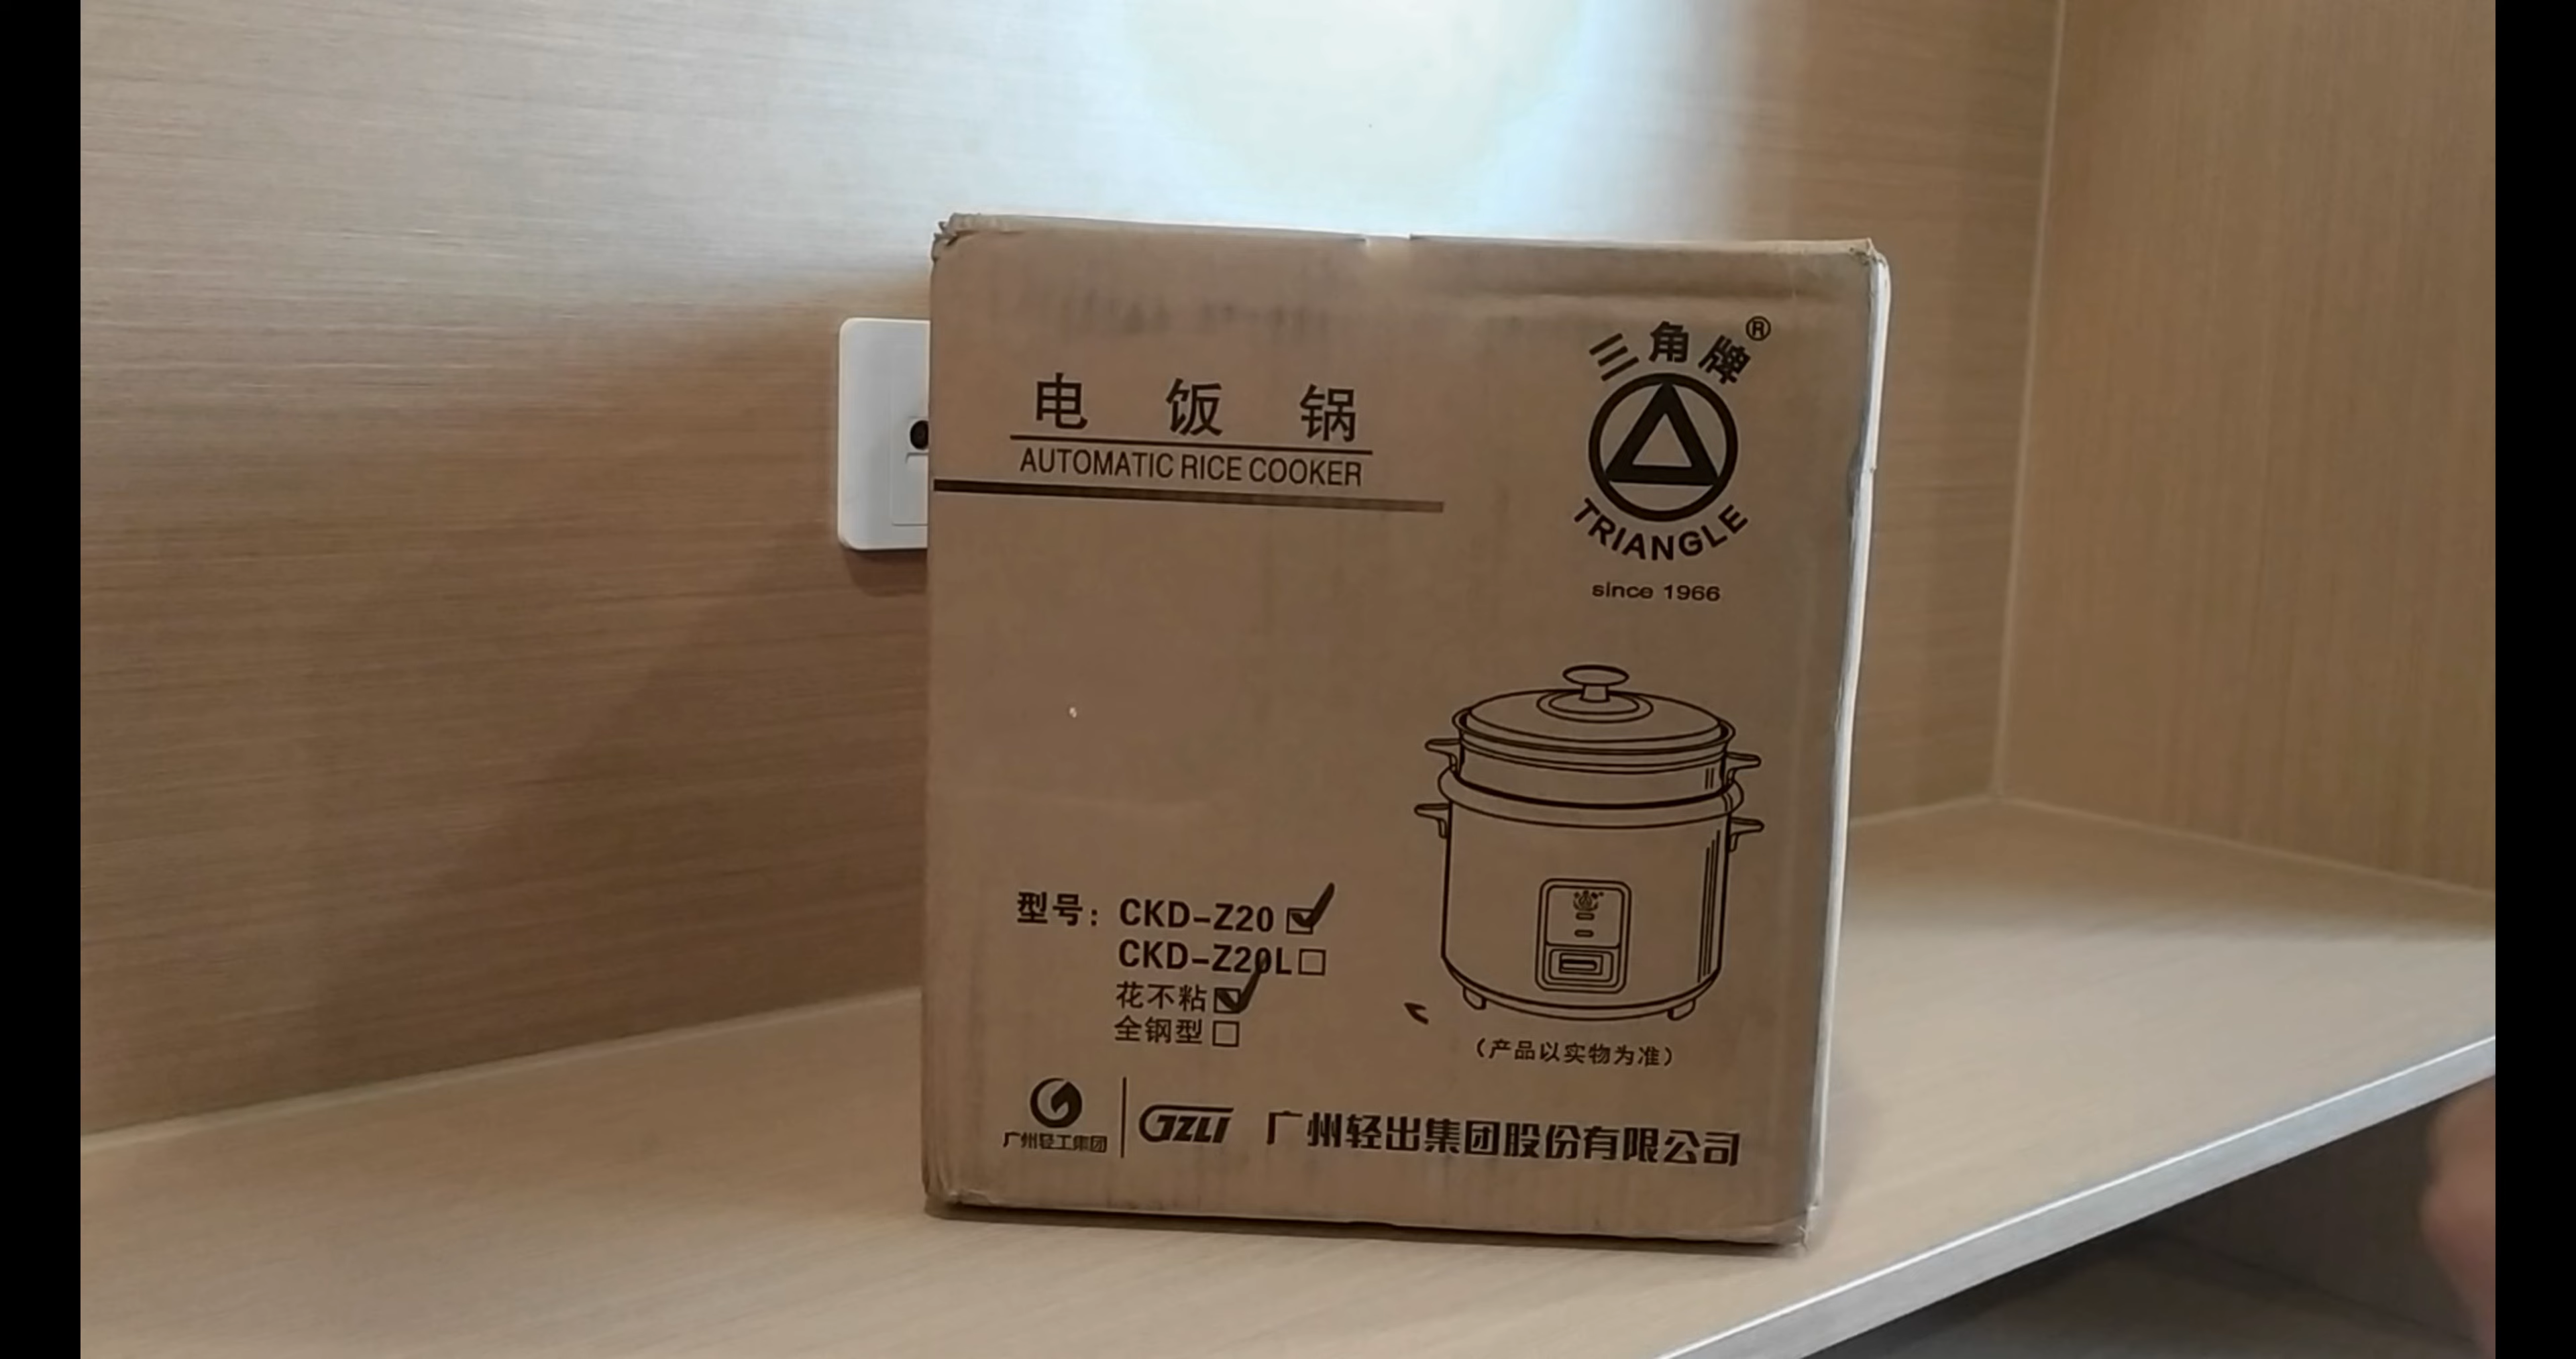 电饭锅
AUTOMATIC RICE COOKER
三角牌®
TRIANGLE
since 1966
型号：CKD-Z20
CKD-Z20L
花不粘
全钢型
（产品以实物为准）
广州轻工集团
GZLI 广州轻出集团股份有限公司